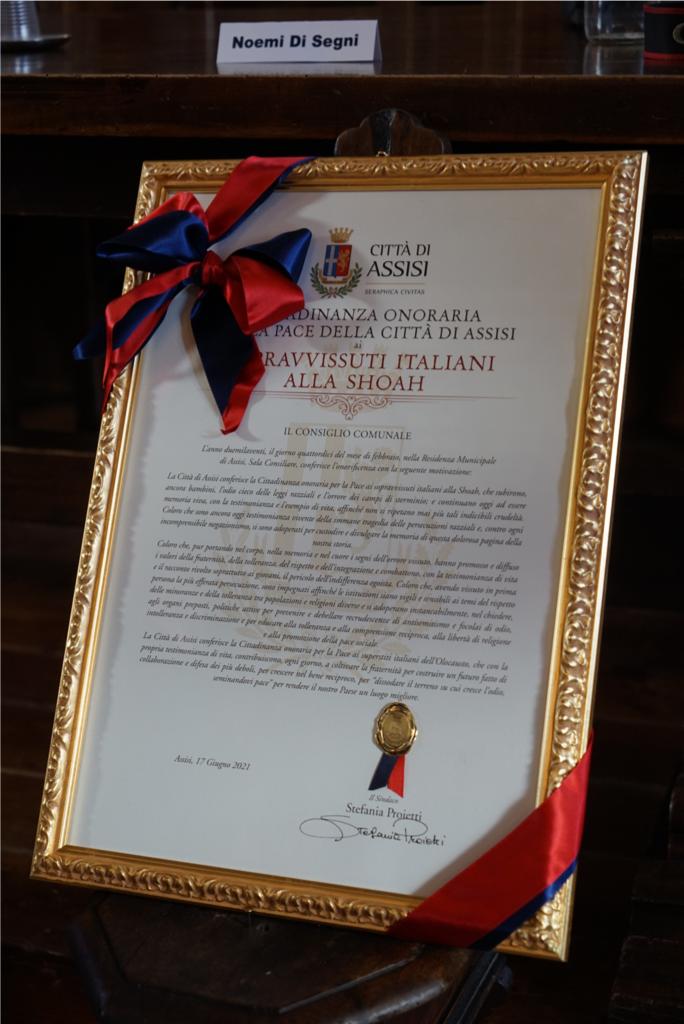 Noemi Di Segni
CITTÀ DI
ASSISI
SERAPHICA CIVITAS
ADINANZA ONORARIA
A PACE DELLA CITTÀ DI ASSISI
ai
RAVVISSUTI ITALIANI
ALLA SHOAH
IL CONSIGLIO COMUNALE
L'anno duemilaventi, il giorno quattordici del mese di febbraio, nella Residenza Municipale
di Assisi, Sala Consiliare, conferisce l'onorificenza con la seguente motivazione:
La Città di Assisi conferisce la Cittadinanza onoraria per la Pace ai sopravvissuti italiani alla Shoah, che subirono,
ancora bambini, l'odio cieco delle leggi razziali e l'orrore dei campi di sterminio; e continuano oggi ad essere
memoria viva, con la testimonianza e l'esempio di vita, affinché non si ripetano mai più tali indicibili crudeltà.
Coloro che sono ancora oggi testimonianza vivente della immane tragedia delle persecuzioni razziali e, contro ogni
incomprensibile negazionismo, si sono adoperati per custodire e divulgare la memoria di questa dolorosa pagina della
nostra storia.
Coloro che, pur portando nel corpo, nella memoria e nel cuore i segni dell'orrore vissuto, hanno promosso e diffuso
i valori della fraternità, della tolleranza, del rispetto e dell'integrazione e combattono, con la testimonianza di vita
e il racconto rivolto soprattutto ai giovani, il pericolo dell'indifferenza egoista. Coloro che, avendo vissuto in prima
persona la più efferata persecuzione, sono impegnati affinché le istituzioni siano vigili e sensibili ai temi del rispetto
delle minoranze e della tolleranza tra popolazioni e religioni diverse e si adoperano instancabilmente, nel chiedere,
agli organi preposti, politiche attive per prevenire e debellare recrudescenze di antisemitismo e focolai di odio,
intolleranza e discriminazione e per educare alla tolleranza e alla comprensione reciproca, alla libertà di religione
e alla promozione della pace sociale.
La Città di Assisi conferisce la Cittadinanza onoraria per la Pace ai superstiti italiani dell'Olocausto, che con la
propria testimonianza di vita, contribuiscono, ogni giorno, a coltivare la fraternità per costruire un futuro fatto di
collaborazione e difesa dei più deboli, per crescere nel bene reciproco, per "dissodare il terreno su cui cresce l'odio,
seminandovi pace" per rendere il nostro Paese un luogo migliore.
Assisi, 17 Giugno 2021
Il Sindaco
Stefania Proietti
Stefania Proietti